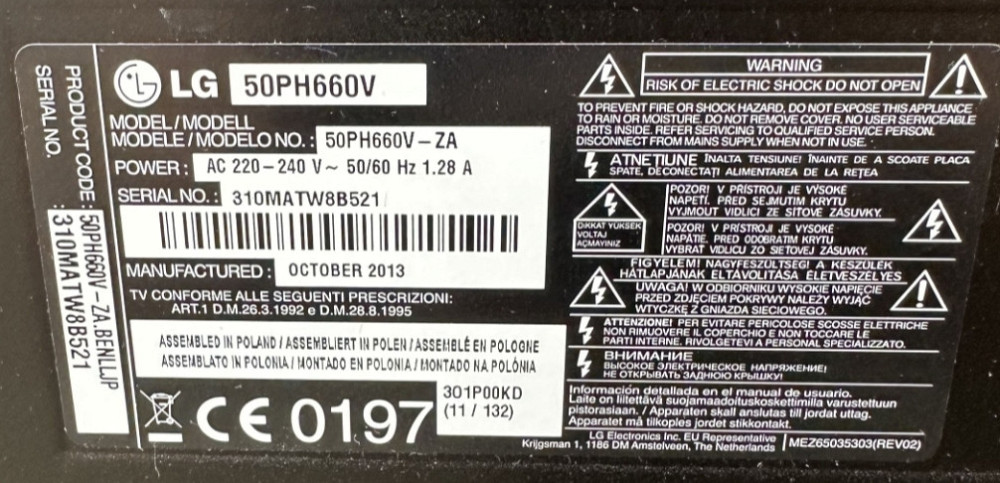 PRODUCT CODE : 50PH660V-ZA.BENLLJP
SERIAL NO. : 310MATW8B521
LG 50PH660V
MODEL / MODELL
MODELE / MODELO NO. : 50PH660V-ZA
POWER : AC 220-240 V~ 50/60 Hz 1.28 A
SERIAL NO. : 310MATW8B521
MANUFACTURED : OCTOBER 2013
TV CONFORME ALLE SEGUENTI PRESCRIZIONI:
ART.1 D.M.26.3.1992 e D.M.28.8.1995
ASSEMBLED IN POLAND / ASSEMBLIERT IN POLEN / ASSEMBLÉ EN POLOGNE
ASSEMBLATO IN POLONIA / MONTADO EN POLONIA / MONTADO NA POLÓNIA
CE 0197
301P00KD
(11 / 132)
WARNING
RISK OF ELECTRIC SHOCK DO NOT OPEN
TO PREVENT FIRE OR SHOCK HAZARD, DO NOT EXPOSE THIS APPLIANCE
TO RAIN OR MOISTURE. DO NOT REMOVE COVER. NO USER SERVICEABLE
PARTS INSIDE. REFER SERVICING TO QUALIFIED SERVICE PERSON.
DISCONNECT FROM MAINS SUPPLY WHEN NOT IN USE.
ATNEȚIUNE ÎNALTA TENSIUNE! ÎNAINTE DE A SCOATE PLACA
SPATE, DECONECTAȚI ALIMENTAREA DE LA REȚEA
DİKKAT YUKSEK
VOLTAJ
AÇMAYINIZ
POZOR! V PŘÍSTROJI JE VYSOKÉ
NAPĚTÍ. PŘED SEJMUTIM KRYTU
VYJMOUT VIDLICI ZE SÍŤOVÉ ZÁSUVKY.
POZOR! V PRÍSTROJI JE VYSOKÉ
NAPÄTIE, PRED ODOBRATIM KRYTU
VYBRAŤ VIDLICU ZO SIEŤOVEJ ZÁSUVKY.
FIGYELEM! NAGYFESZÜLTSÉG! A KÉSZÜLÉK
HÁTLAPJÁNAK ELTÁVOLÍTÁSA ÉLETVESZÉLYES
UWAGA! W ODBIORNIKU WYSOKIE NAPIĘCIE
PRZED ZDJĘCIEM POKRYWY NALEŻY WYJĄĆ
WTYCZKĘ Z GNIAZDA SIECIOWEGO.
ATTENZIONE! PER EVITARE PERICOLOSE SCOSSE ELETTRICHE
NON RIMUOVERE IL COPERCHIO E NON TOCCARE LE
PARTI INTERNE. RIVOLGETEVI A PERSONAL SPECIALIZZATO.
ВНИМАНИЕ
ВЫСОКОЕ ЭЛЕКТРИЧЕСКОЕ НАПРЯЖЕНИЕ!
НЕ ОТКРЫВАТЬ ЗАДНЮЮ КРЫШКУ!
Información detallada en el manual de usuario.
Laite on liitettävä suojamaadoituskoskettimilla varustettuun
pistorasiaan. / Apparaten skall anslutas till jordat uttag.
Apparatet må tilkoples jordet stikkontakt.
LG Electronics Inc. EU Representative
Krijgsman 1, 1186 DM Amstelveen, The Netherlands
MEZ65035303(REV02)